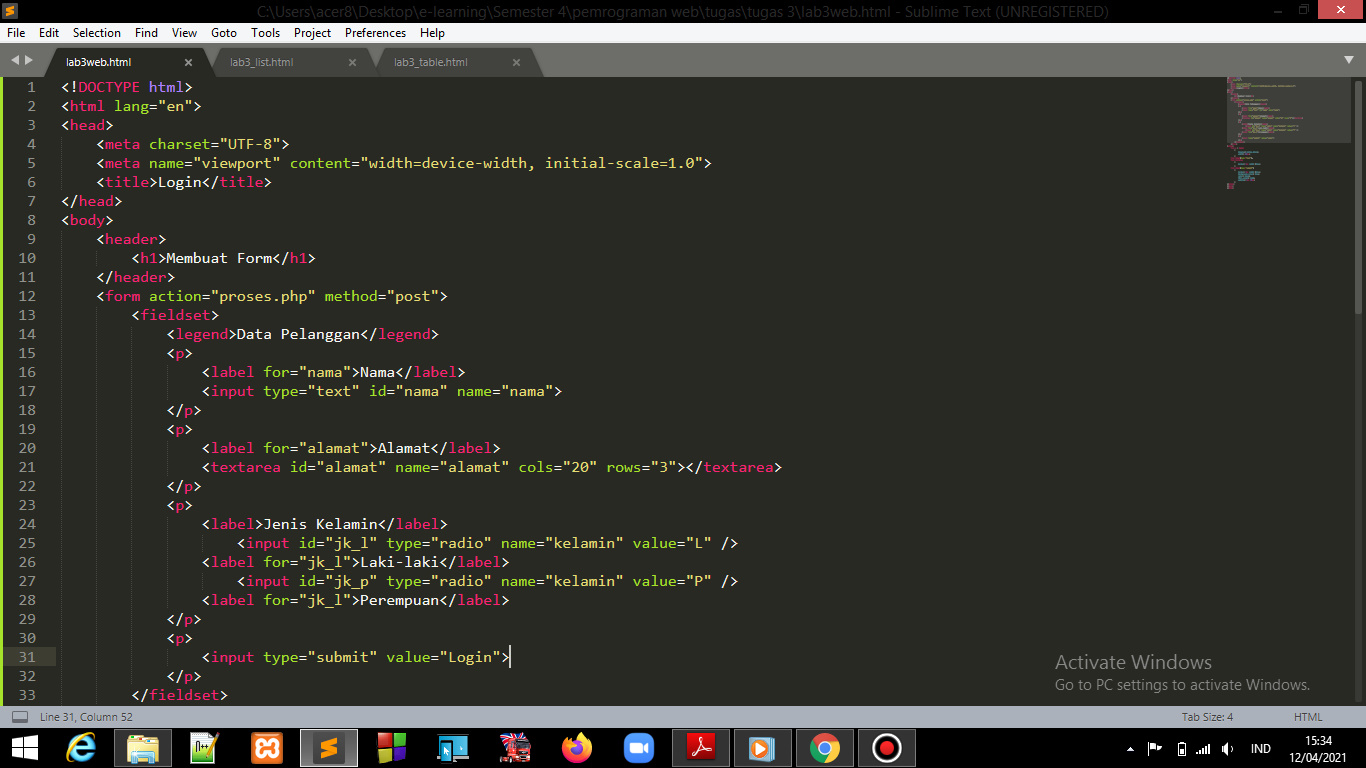 C:\Users\acer8\Desktop\e-learning\Semester 4\pemrograman web\tugas\tugas 3\lab3web.html - Sublime Text (UNREGISTERED)
File Edit Selection Find View Goto Tools Project Preferences Help
lab3web.html lab3_list.html lab3_table.html
1 <!DOCTYPE html>
2 <html lang="en">
3 <head>
4 <meta charset="UTF-8">
5 <meta name="viewport" content="width=device-width, initial-scale=1.0">
6 <title>Login</title>
7 </head>
8 <body>
9 <header>
10 <h1>Membuat Form</h1>
11 </header>
12 <form action="proses.php" method="post">
13 <fieldset>
14 <legend>Data Pelanggan</legend>
15 <p>
16 <label for="nama">Nama</label>
17 <input type="text" id="nama" name="nama">
18 </p>
19 <p>
20 <label for="alamat">Alamat</label>
21 <textarea id="alamat" name="alamat" cols="20" rows="3"></textarea>
22 </p>
23 <p>
24 <label>Jenis Kelamin</label>
25 <input id="jk_l" type="radio" name="kelamin" value="L" />
26 <label for="jk_l">Laki-laki</label>
27 <input id="jk_p" type="radio" name="kelamin" value="P" />
28 <label for="jk_l">Perempuan</label>
29 </p>
30 <p>
31 <input type="submit" value="Login">
32 </p>
33 </fieldset>
Activate Windows
Go to PC settings to activate Windows.
Line 31, Column 52 Tab Size: 4 HTML
IND 15:34
12/04/2021